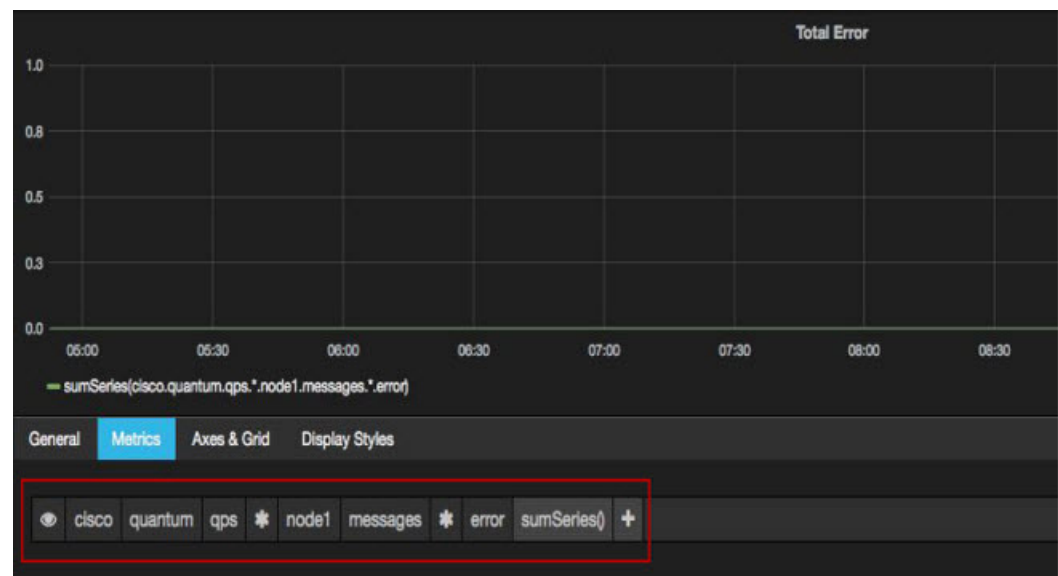 Total Error
1.0
0.8
0.5
0.3
0.0
05:00 05:30 06:00 06:30 07:00 07:30 08:00 08:30
sumSeries(cisco.quantum.qps.*.node1.messages.*.error)
General Metrics Axes & Grid Display Styles
cisco quantum qps * node1 messages * error sumSeries() +